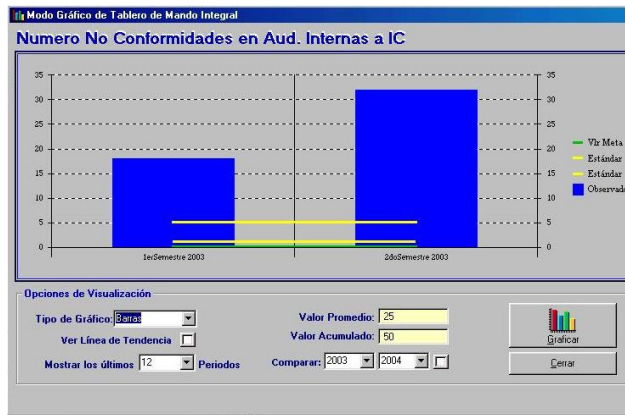 Modo Gráfico de Tablero de Mando Integral
Numero No Conformidades en Aud. Internas a IC
35 35
30 30
25 25
20 20
15 15
10 10
5 5
0 0
Vlr Meta
Estándar
Estándar
Observado
1erSemestre 2003 2doSemestre 2003
Opciones de Visualización
Tipo de Gráfico: Barras
Valor Promedio: 25
Ver Línea de Tendencia
Valor Acumulado: 50
Mostrar los últimos 12 Periodos
Comparar: 2003 2004
Graficar
Cerrar